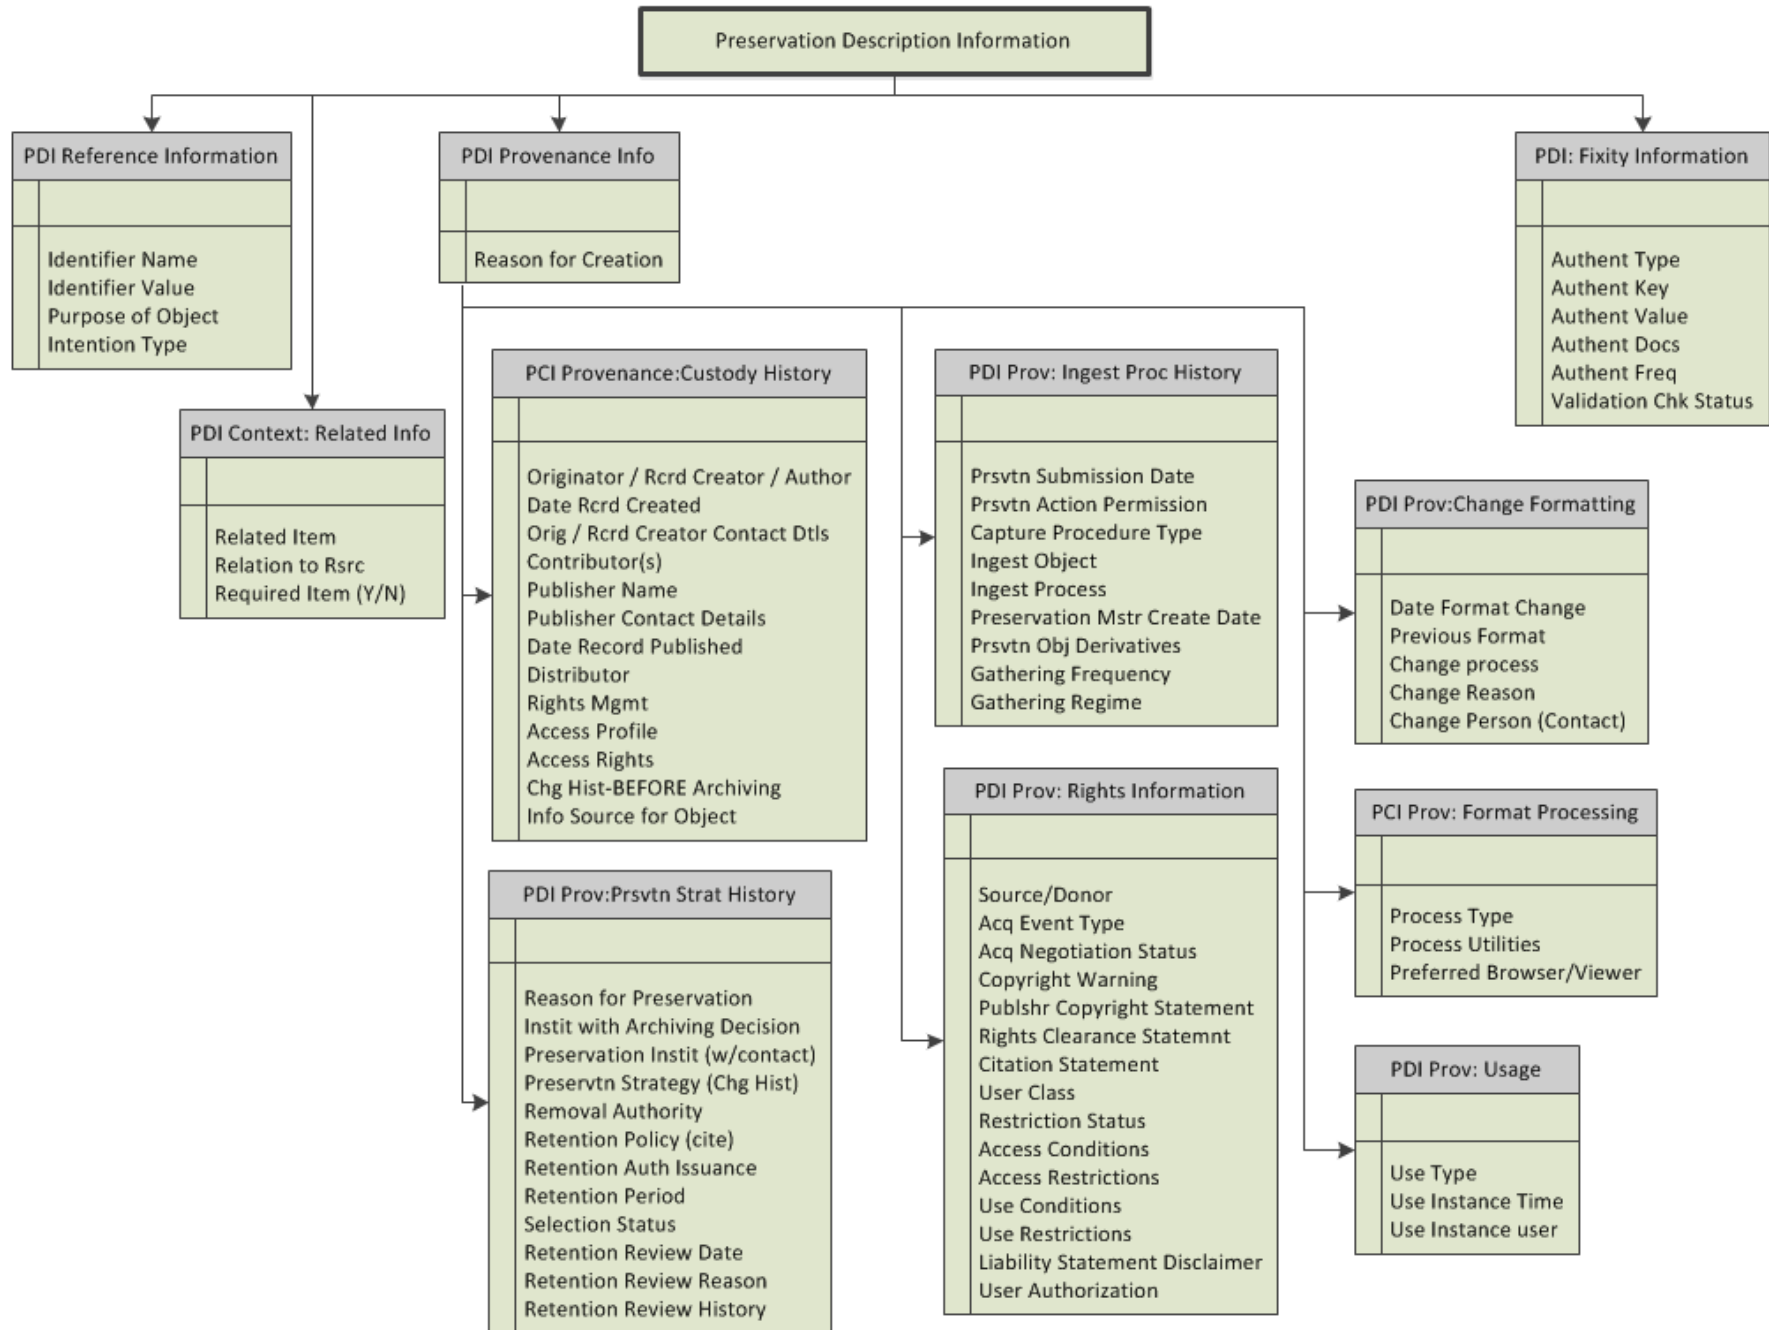 Preservation Description Information
PDI Reference Information
Identifier Name
Identifier Value
Purpose of Object
Intention Type
PDI Context: Related Info
Related Item
Relation to Rsrc
Required Item (Y/N)
PDI Provenance Info
Reason for Creation
PCI Provenance:Custody History
Originator / Rcrd Creator / Author
Date Rcrd Created
Orig / Rcrd Creator Contact Dtls
Contributor(s)
Publisher Name
Publisher Contact Details
Date Record Published
Distributor
Rights Mgmt
Access Profile
Access Rights
Chg Hist-BEFORE Archiving
Info Source for Object
PDI Prov:Prsvtn Strat History
Reason for Preservation
Instit with Archiving Decision
Preservation Instit (w/contact)
Preservtn Strategy (Chg Hist)
Removal Authority
Retention Policy (cite)
Retention Auth Issuance
Retention Period
Selection Status
Retention Review Date
Retention Review Reason
Retention Review History
PDI Prov: Ingest Proc History
Prsvtn Submission Date
Prsvtn Action Permission
Capture Procedure Type
Ingest Object
Ingest Process
Preservation Mstr Create Date
Prsvtn Obj Derivatives
Gathering Frequency
Gathering Regime
PDI Prov: Rights Information
Source/Donor
Acq Event Type
Acq Negotiation Status
Copyright Warning
Publshr Copyright Statement
Rights Clearance Statemnt
Citation Statement
User Class
Restriction Status
Access Conditions
Access Restrictions
Use Conditions
Use Restrictions
Liability Statement Disclaimer
User Authorization
PDI: Fixity Information
Authent Type
Authent Key
Authent Value
Authent Docs
Authent Freq
Validation Chk Status
PDI Prov:Change Formatting
Date Format Change
Previous Format
Change process
Change Reason
Change Person (Contact)
PCI Prov: Format Processing
Process Type
Process Utilities
Preferred Browser/Viewer
PDI Prov: Usage
Use Type
Use Instance Time
Use Instance user